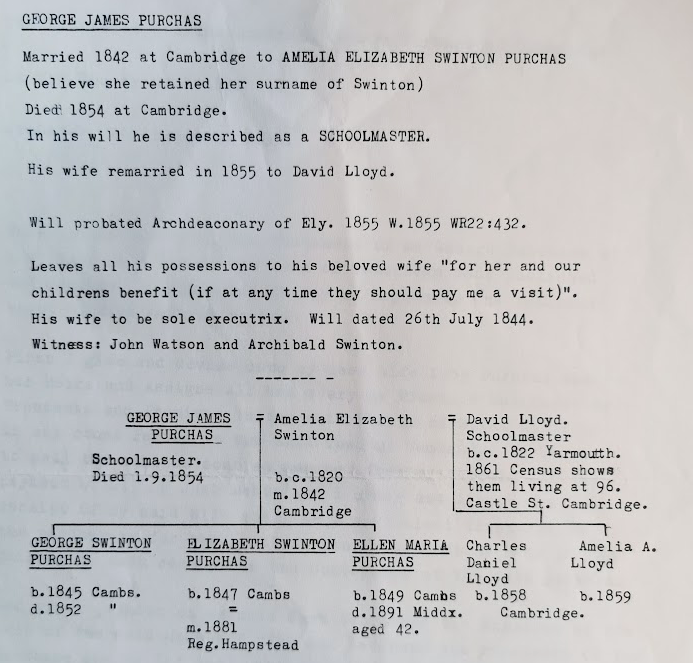 GEORGE JAMES PURCHAS
Married 1842 at Cambridge to AMELIA ELIZABETH SWINTON PURCHAS
(believe she retained her surname of Swinton)
Died 1854 at Cambridge.
In his will he is described as a SCHOOLMASTER.
His wife remarried in 1855 to David Lloyd.
Will probated Archdeaconary of Ely. 1855 W.1855 WR22:432.
Leaves all his possessions to his beloved wife "for her and our
childrens benefit (if at any time they should pay me a visit)".
His wife to be sole executrix. Will dated 26th July 1844.
Witness: John Watson and Archibald Swinton.
------- -
GEORGE JAMES
PURCHAS
Schoolmaster.
Died 1.9.1854
=
Amelia Elizabeth
Swinton
b.c.1820
m.1842
Cambridge
=
David Lloyd.
Schoolmaster
b.c.1822 Yarmouth.
1861 Census shows
them living at 96.
Castle St. Cambridge.
GEORGE SWINTON
PURCHAS
b.1845 Cambs.
d.1852 "
ELIZABETH SWINTON
PURCHAS
b.1847 Cambs
=
m.1881
Reg.Hampstead
ELLEN MARIA
PURCHAS
b.1849 Cambs
d.1891 Middx.
aged 42.
Charles
Daniel
Lloyd
b.1858
Amelia A.
Lloyd
b.1859
Cambridge.